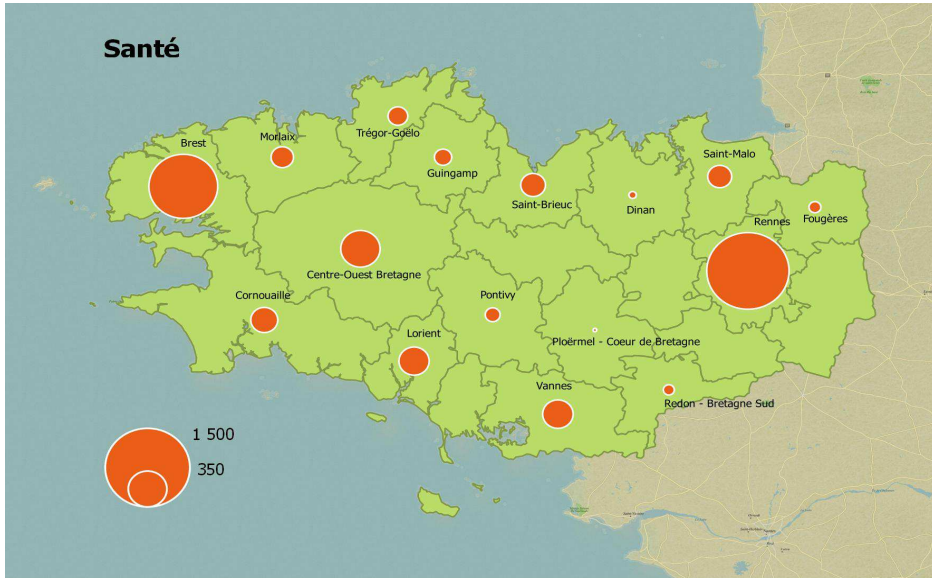 Santé
Brest
Morlaix
Trégor-Goëlo
Guingamp
Saint-Brieuc
Dinan
Saint-Malo
Rennes
Fougères
Centre-Ouest Bretagne
Cornouaille
Lorient
Pontivy
Ploërmel - Coeur de Bretagne
Vannes
Redon - Bretagne Sud
1 500
350